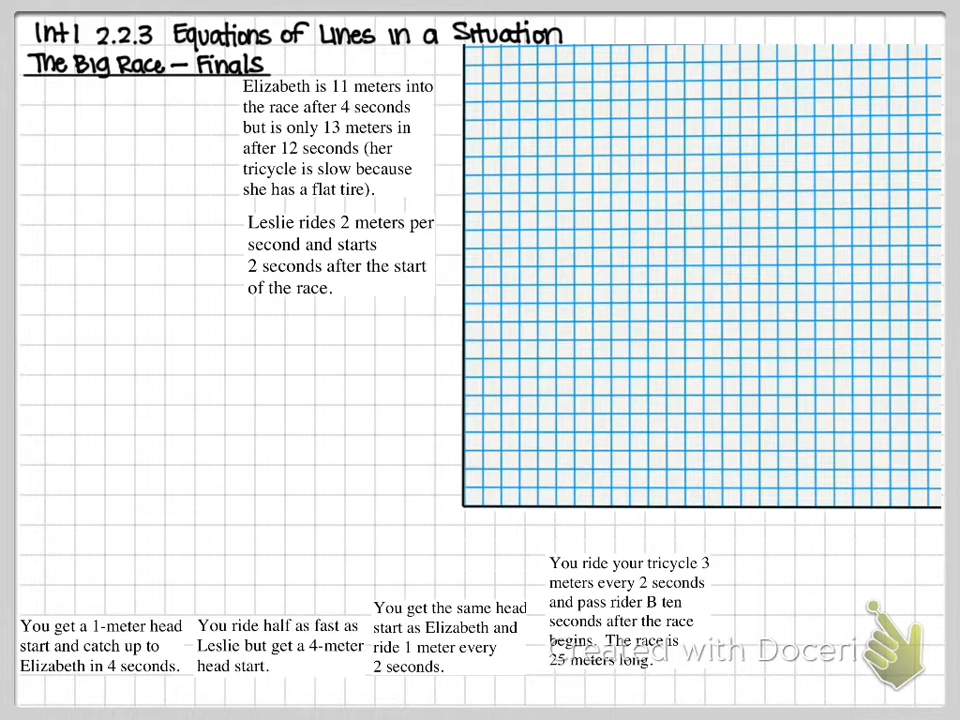 Int 1 2.2.3 Equations of Lines in a Situation
The Big Race — Finals
Elizabeth is 11 meters into
the race after 4 seconds
but is only 13 meters in
after 12 seconds (her
tricycle is slow because
she has a flat tire).
Leslie rides 2 meters per
second and starts
2 seconds after the start
of the race.
You get a 1-meter head
start and catch up to
Elizabeth in 4 seconds.
You ride half as fast as
Leslie but get a 4-meter
head start.
You get the same head
start as Elizabeth and
ride 1 meter every
2 seconds.
You ride your tricycle 3
meters every 2 seconds
and pass rider B ten
seconds after the race
begins. The race is
25 meters long.
Created with Doceri